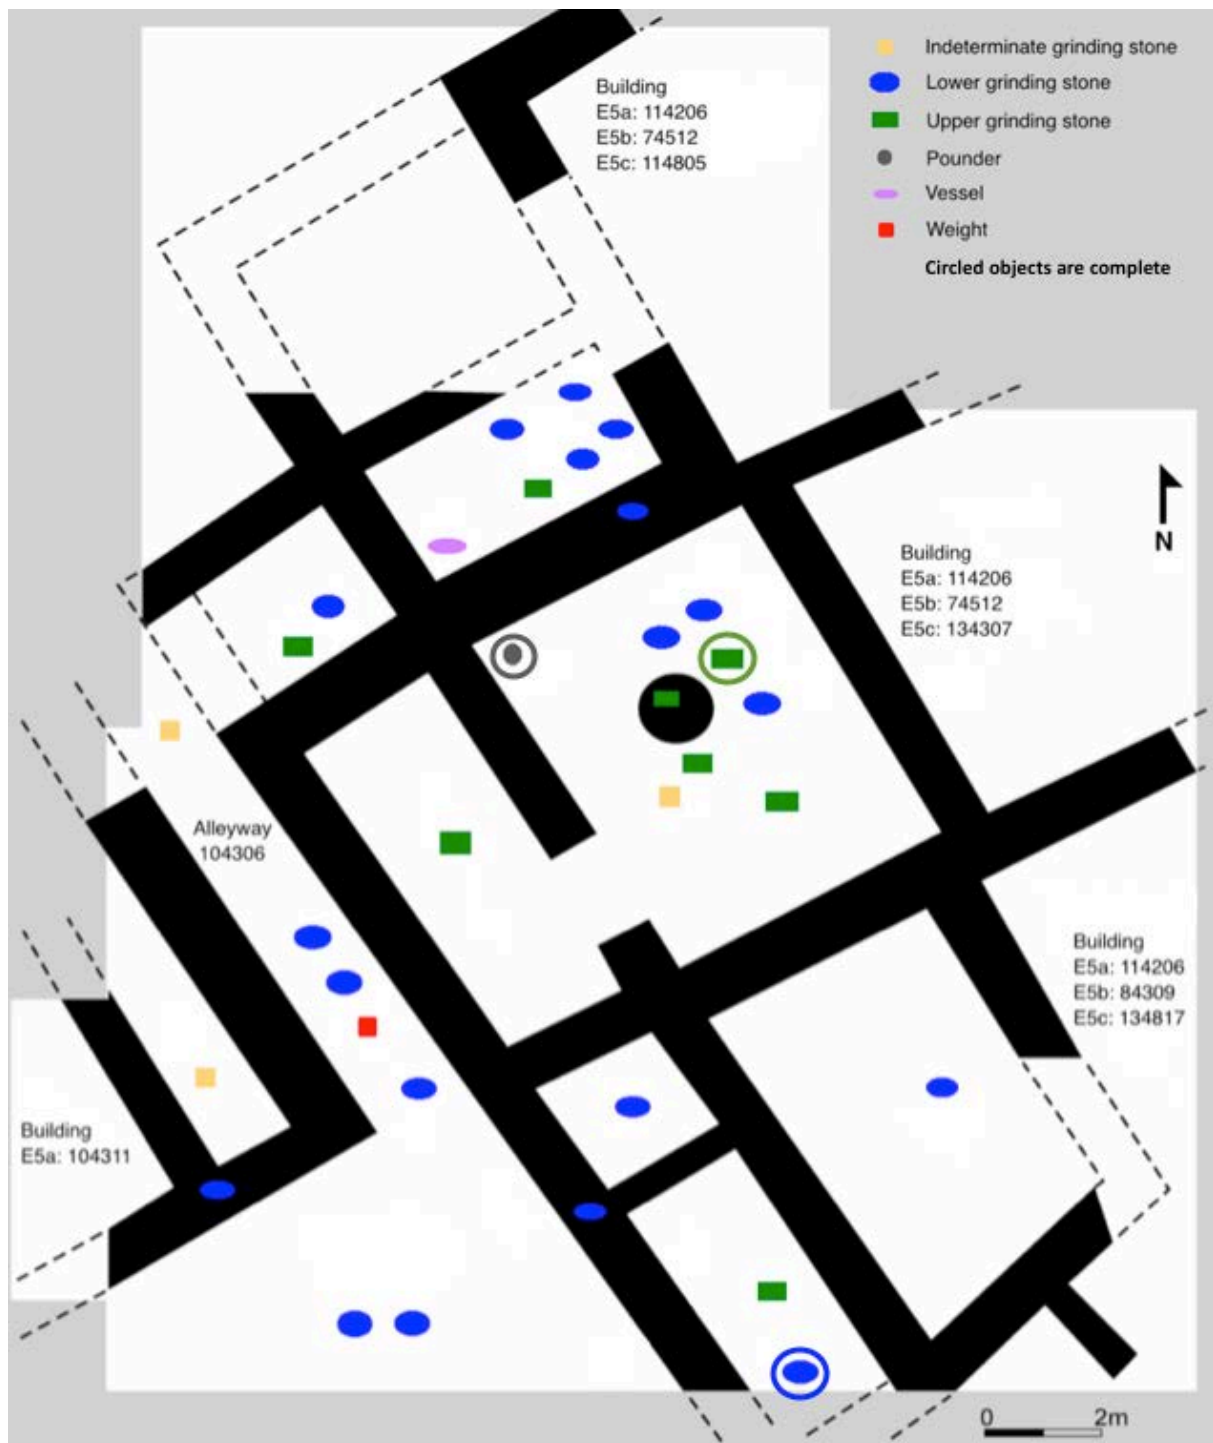 Building
E5a: 114206
E5b: 74512
E5c: 114805
Indeterminate grinding stone
Lower grinding stone
Upper grinding stone
Pounder
Vessel
Weight
Circled objects are complete
N
Building
E5a: 114206
E5b: 74512
E5c: 134307
Alleyway
104306
Building
E5a: 114206
E5b: 84309
E5c: 134817
Building
E5a: 104311
0 2m